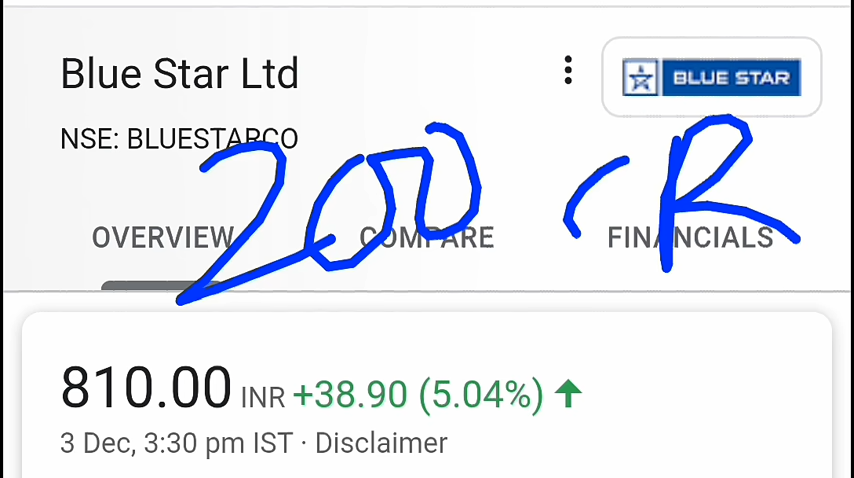 Blue Star Ltd
BLUE STAR
NSE: BLUESTARCO
200 CR
OVERVIEW COMPARE FINANCIALS
810.00 INR +38.90 (5.04%)
3 Dec, 3:30 pm IST · Disclaimer